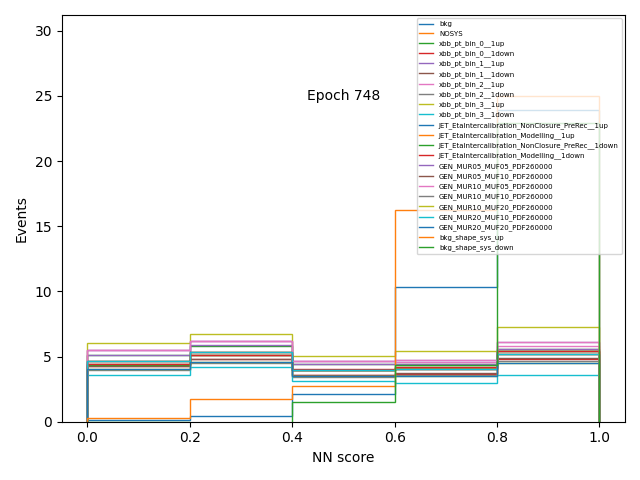 Epoch 748
bkg
NOSYS
xbb_pt_bin_0__1up
xbb_pt_bin_0__1down
xbb_pt_bin_1__1up
xbb_pt_bin_1__1down
xbb_pt_bin_2__1up
xbb_pt_bin_2__1down
xbb_pt_bin_3__1up
xbb_pt_bin_3__1down
JET_EtaIntercalibration_NonClosure_PreRec__1up
JET_EtaIntercalibration_Modelling__1up
JET_EtaIntercalibration_NonClosure_PreRec__1down
JET_EtaIntercalibration_Modelling__1down
GEN_MUR05_MUF05_PDF260000
GEN_MUR05_MUF10_PDF260000
GEN_MUR10_MUF05_PDF260000
GEN_MUR10_MUF10_PDF260000
GEN_MUR10_MUF20_PDF260000
GEN_MUR20_MUF10_PDF260000
GEN_MUR20_MUF20_PDF260000
bkg_shape_sys_up
bkg_shape_sys_down
Events
30
25
20
15
10
5
0
0.0 0.2 0.4 0.6 0.8 1.0
NN score